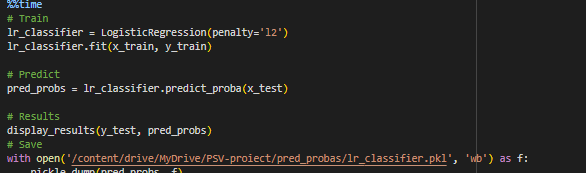 %%time
# Train
lr_classifier = LogisticRegression(penalty='l2')
lr_classifier.fit(x_train, y_train)
# Predict
pred_probs = lr_classifier.predict_proba(x_test)
# Results
display_results(y_test, pred_probs)
# Save
with open('/content/drive/MyDrive/PSV-project/pred_probas/lr_classifier.pkl', 'wb') as f:
pickle.dump(pred_probs, f)